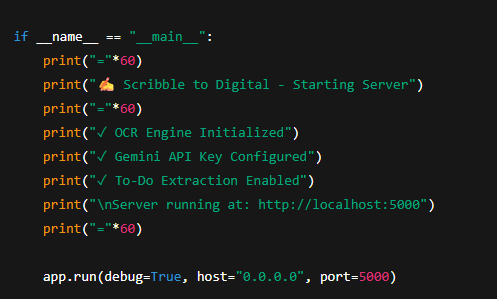 if __name__ == "__main__":
    print("="*60)
    print("✍️ Scribble to Digital - Starting Server")
    print("="*60)
    print("✓ OCR Engine Initialized")
    print("✓ Gemini API Key Configured")
    print("✓ To-Do Extraction Enabled")
    print("\nServer running at: http://localhost:5000")
    print("="*60)

    app.run(debug=True, host="0.0.0.0", port=5000)